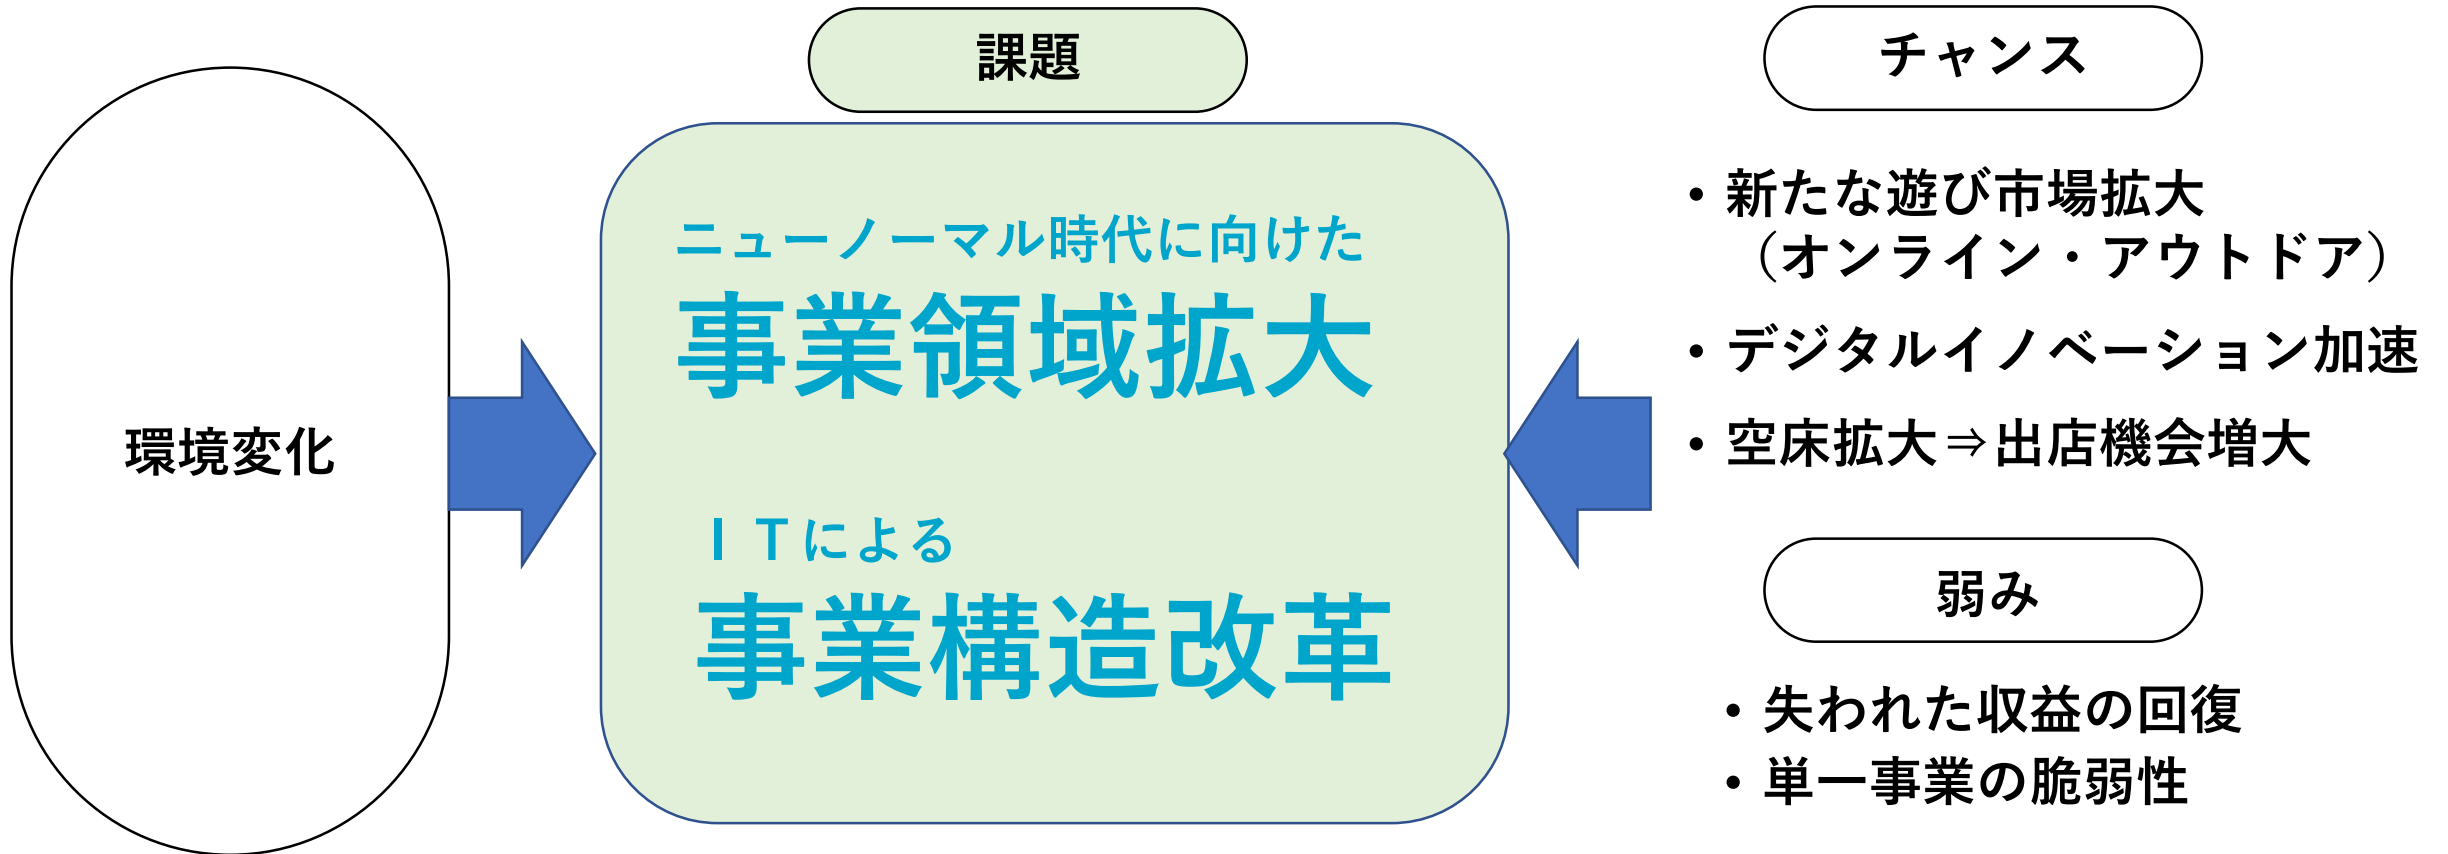 環境変化
課題
ニューノーマル時代に向けた
事業領域拡大
ＩＴによる
事業構造改革
チャンス
• 新たな遊び市場拡大
（オンライン・アウトドア）
• デジタルイノベーション加速
• 空床拡大⇒出店機会増大
弱み
• 失われた収益の回復
• 単一事業の脆弱性